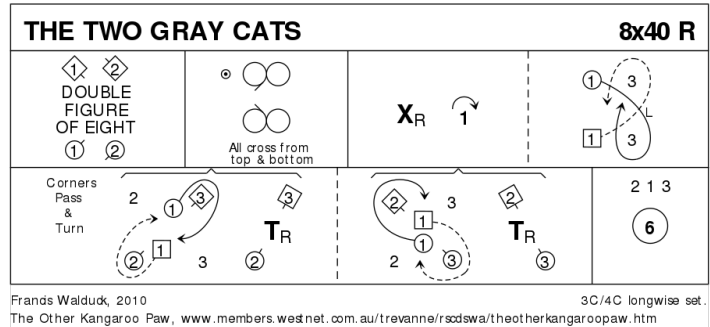 THE TWO GRAY CATS 8x40 R
1 2
DOUBLE
FIGURE
OF EIGHT
1 2
All cross from
top & bottom
XR 1
1 3
L
1 3
Corners
Pass
&
Turn
2 1 3 3
1 TR
2 3 2
2 3 2
1 TR
1
2 3 3
2 1 3
6
Francis Walduck, 2010 3C/4C longwise set.
The Other Kangaroo Paw, www.members.westnet.com.au/trevanne/rscdswa/theotherkangaroopaw.htm